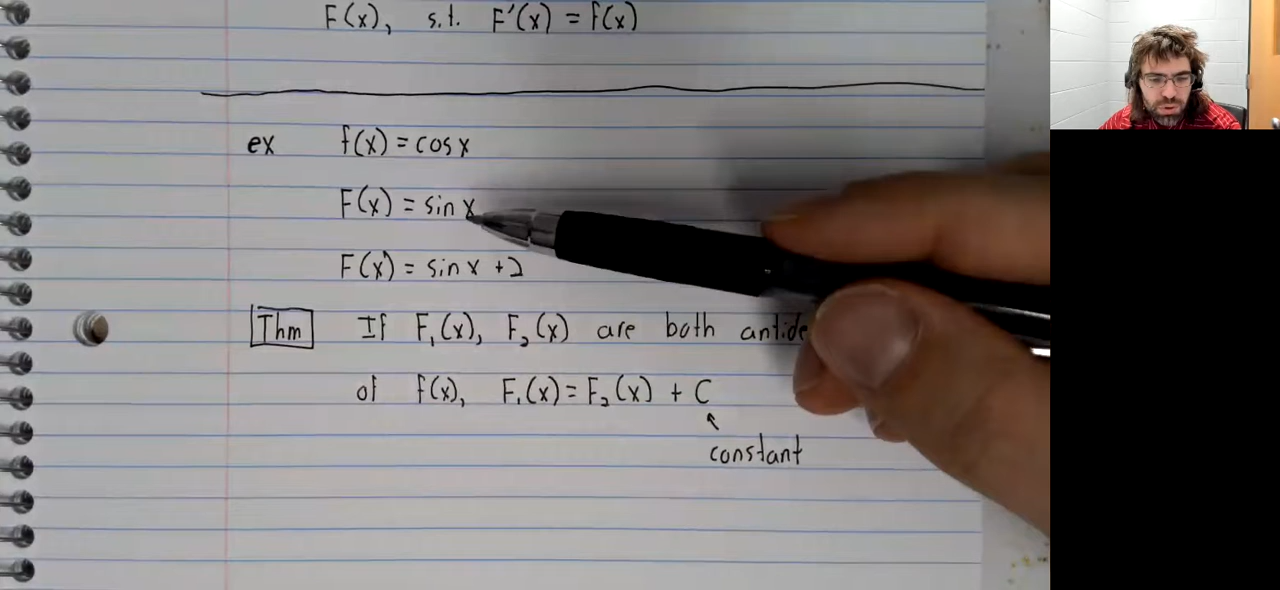 F(x), s.t. F'(x) = f(x)
ex f(x) = cos x
F(x) = sin x
F(x) = sin x + 2
Thm If F₁(x), F₂(x) are both antide
of f(x), F₁(x) = F₂(x) + C
↑
constant